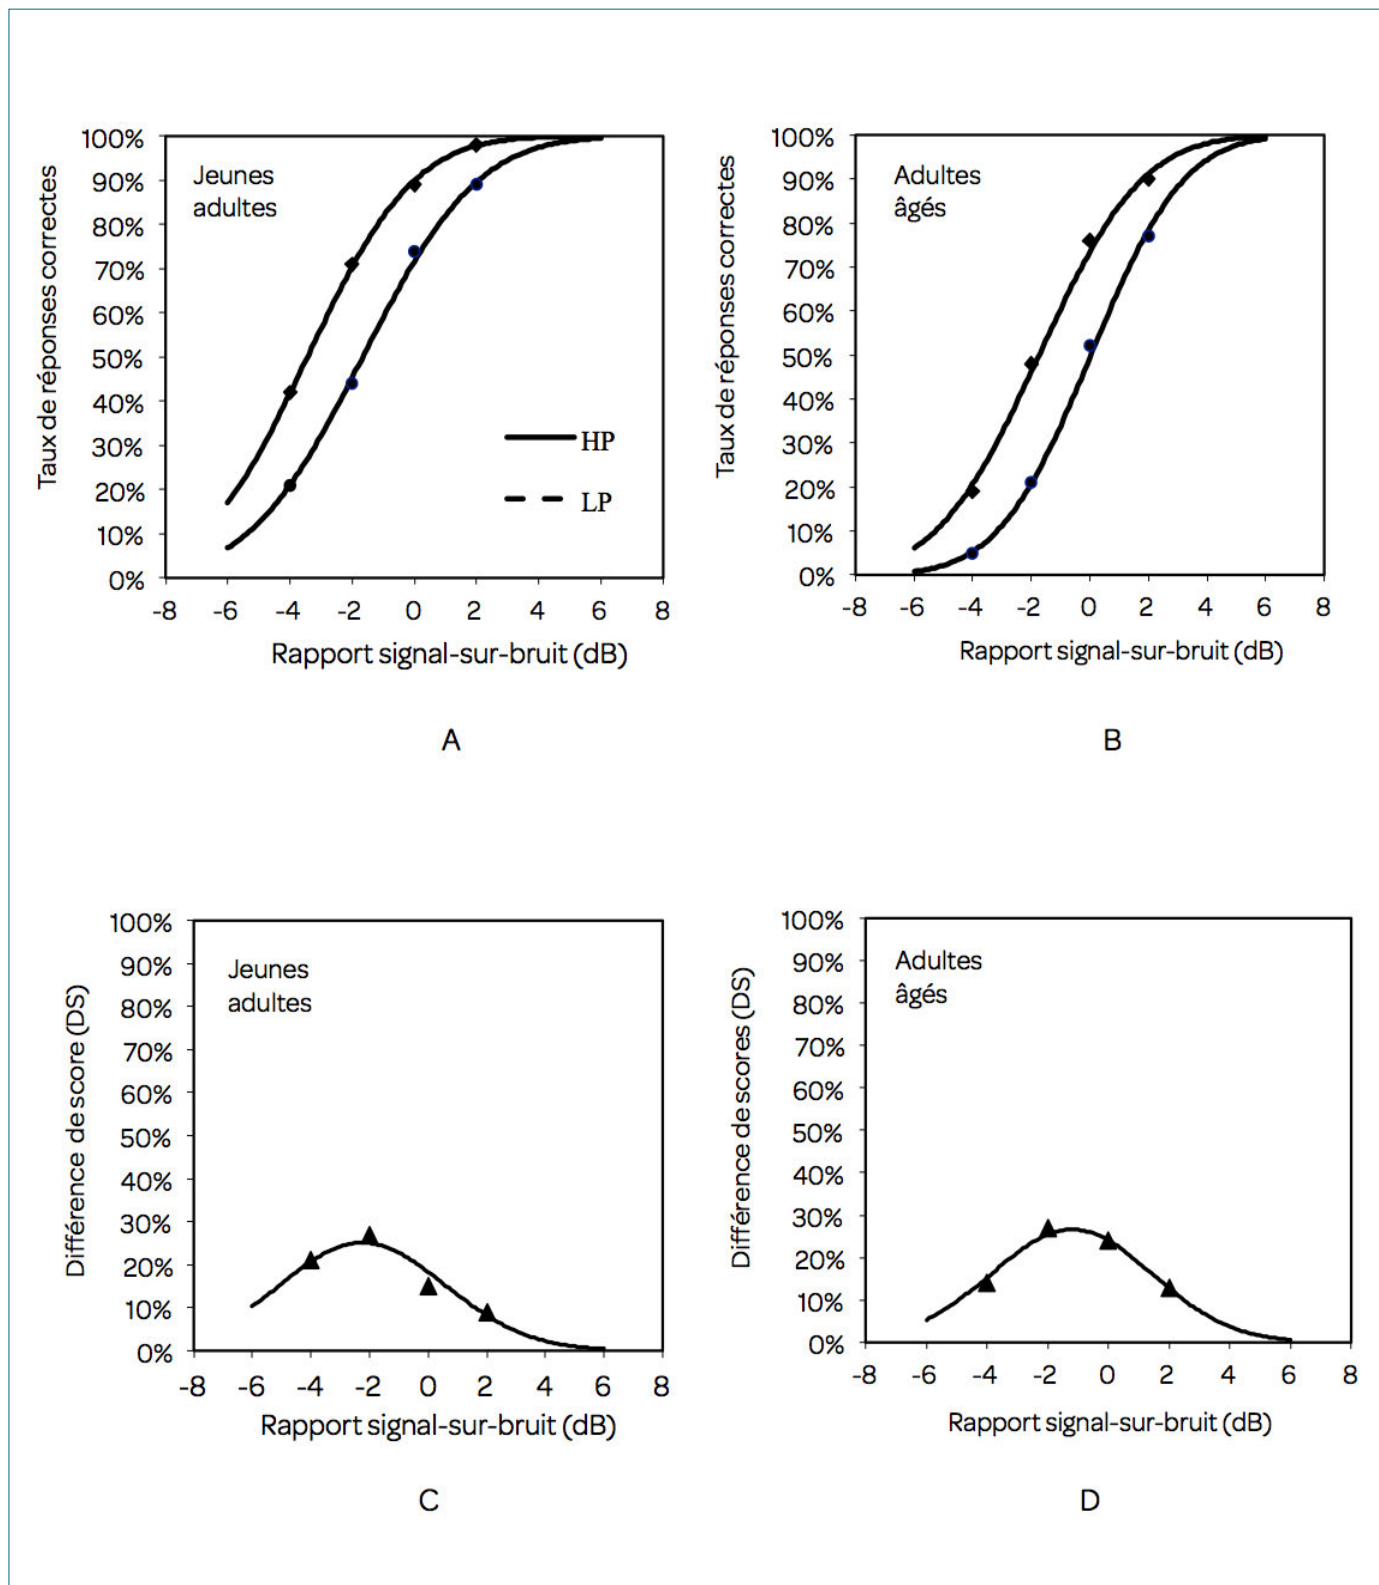 100%
90%
80%
70%
60%
50%
40%
30%
20%
10%
0%
Taux de réponses correctes
Jeunes
adultes
HP
LP
-8 -6 -4 -2 0 2 4 6 8
Rapport signal-sur-bruit (dB)
A
100%
90%
80%
70%
60%
50%
40%
30%
20%
10%
0%
Taux de réponses correctes
Adultes
âgés
-8 -6 -4 -2 0 2 4 6 8
Rapport signal-sur-bruit (dB)
B
100%
90%
80%
70%
60%
50%
40%
30%
20%
10%
0%
Différence de score (DS)
Jeunes
adultes
-8 -6 -4 -2 0 2 4 6 8
Rapport signal-sur-bruit (dB)
C
100%
90%
80%
70%
60%
50%
40%
30%
20%
10%
0%
Différence de scores (DS)
Adultes
âgés
-8 -6 -4 -2 0 2 4 6 8
Rapport signal-sur-bruit (dB)
D